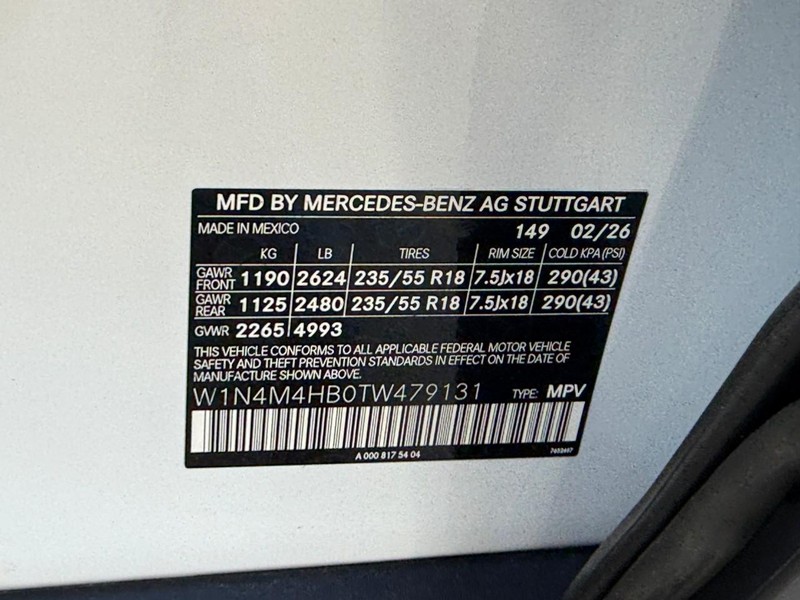 MFD BY MERCEDES-BENZ AG STUTTGART
MADE IN MEXICO 149 02/26
KG LB TIRES RIM SIZE COLD KPA (PSI)
GAWR FRONT 1190 2624 235/55 R18 7.5Jx18 290(43)
GAWR REAR 1125 2480 235/55 R18 7.5Jx18 290(43)
GVWR 2265 4993
THIS VEHICLE CONFORMS TO ALL APPLICABLE FEDERAL MOTOR VEHICLE
SAFETY AND THEFT PREVENTION STANDARDS IN EFFECT ON THE DATE OF
MANUFACTURE SHOWN ABOVE.
W1N4M4HB0TW479131 TYPE: MPV
A 000 817 54 04